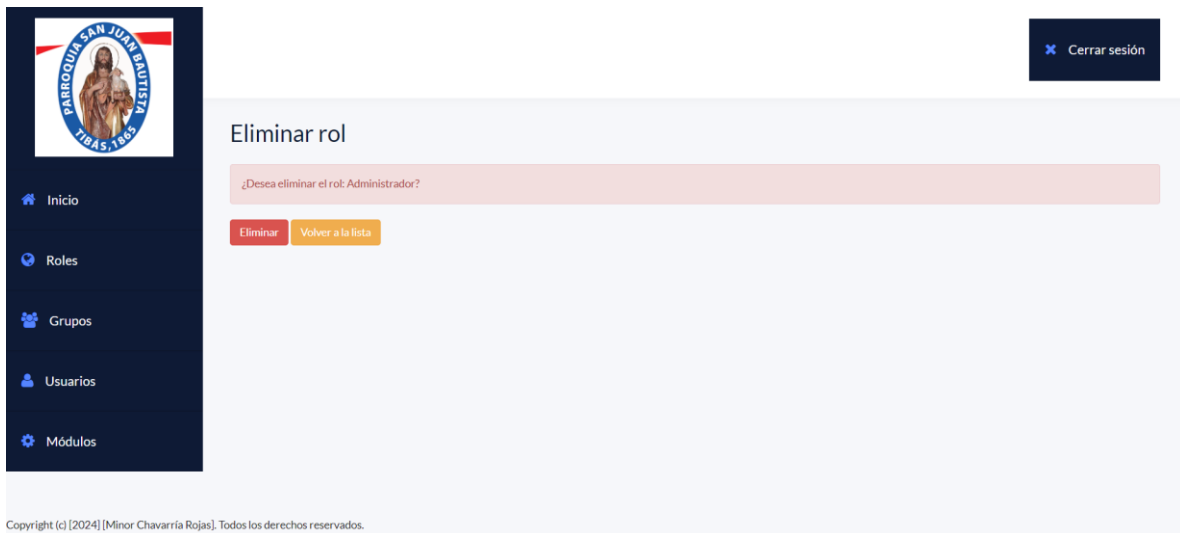 PARROQUIA SAN JUAN BAUTISTA
TIBÁS, 1865
Cerrar sesión
Eliminar rol
¿Desea eliminar el rol: Administrador?
Eliminar
Volver a la lista
Inicio
Roles
Grupos
Usuarios
Módulos
Copyright (c) [2024] [Minor Chavarría Rojas]. Todos los derechos reservados.